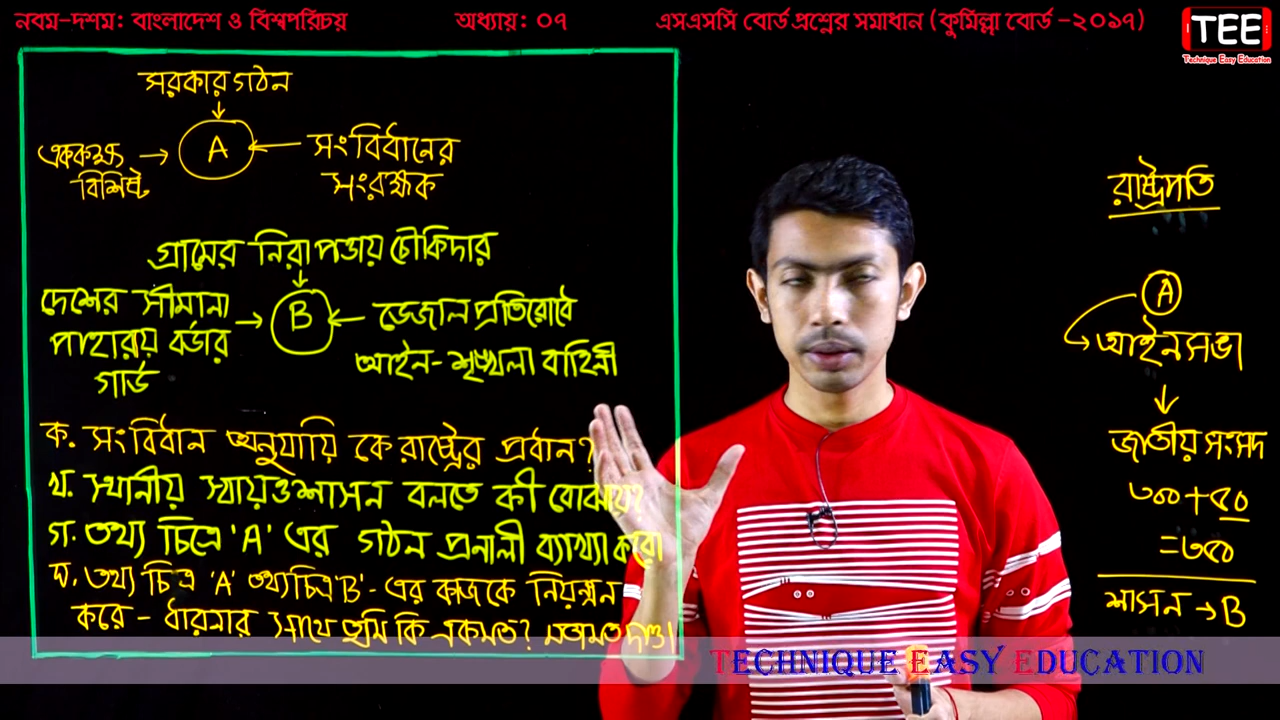 নবম-দশম: বাংলাদেশ ও বিশ্বপরিচয়
অধ্যায়: ০৭
এসএসসি বোর্ড প্রশ্নের সমাধান (কুমিল্লা বোর্ড -২০১৭)
TEE
Technique Easy Education
সরকার গঠন
এককক্ষ
বিশিষ্ট
A
সংবিধানের
সংরক্ষক
গ্রামের নিরাপত্তায় চৌকিদার
দেশের সীমানা
পাহারায় বর্ডার
গার্ড
B
ভেজাল প্রতিরোধে
আইন-শৃঙ্খলা বাহিনী
ক. সংবিধান অনুযায়ি কে রাষ্ট্রের প্রধান?
খ. স্থানীয় স্বায়ত্তশাসন বলতে কী বোঝায়?
গ. তথ্য চিত্রে 'A' এর গঠন প্রনালী ব্যাখ্যা করো
ঘ. তথ্য চিত্র 'A' তথ্যচিত্র 'B'-এর কাজকে নিয়ন্ত্রন
করে - ধারনার সাথে তুমি কি একমত? মতামত দাও।
রাষ্ট্রপতি
A
আইনসভা
জাতীয় সংসদ
৩০০+৫০
=৩৫০
শাসন → B
TECHNIQUE EASY EDUCATION